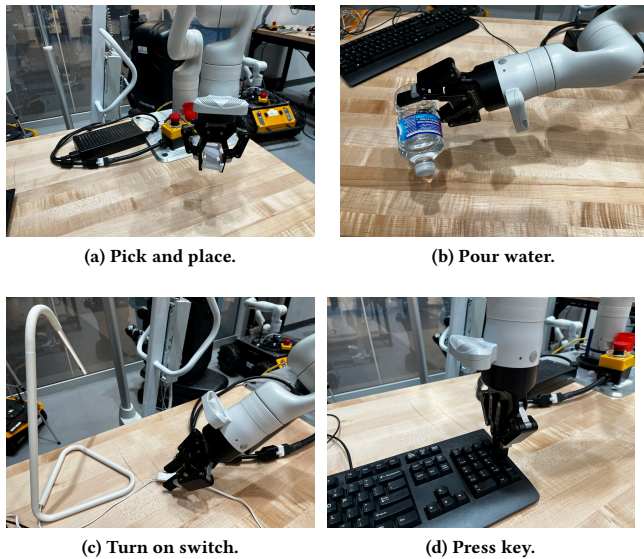 (a) Pick and place.
(b) Pour water.
(c) Turn on switch.
(d) Press key.